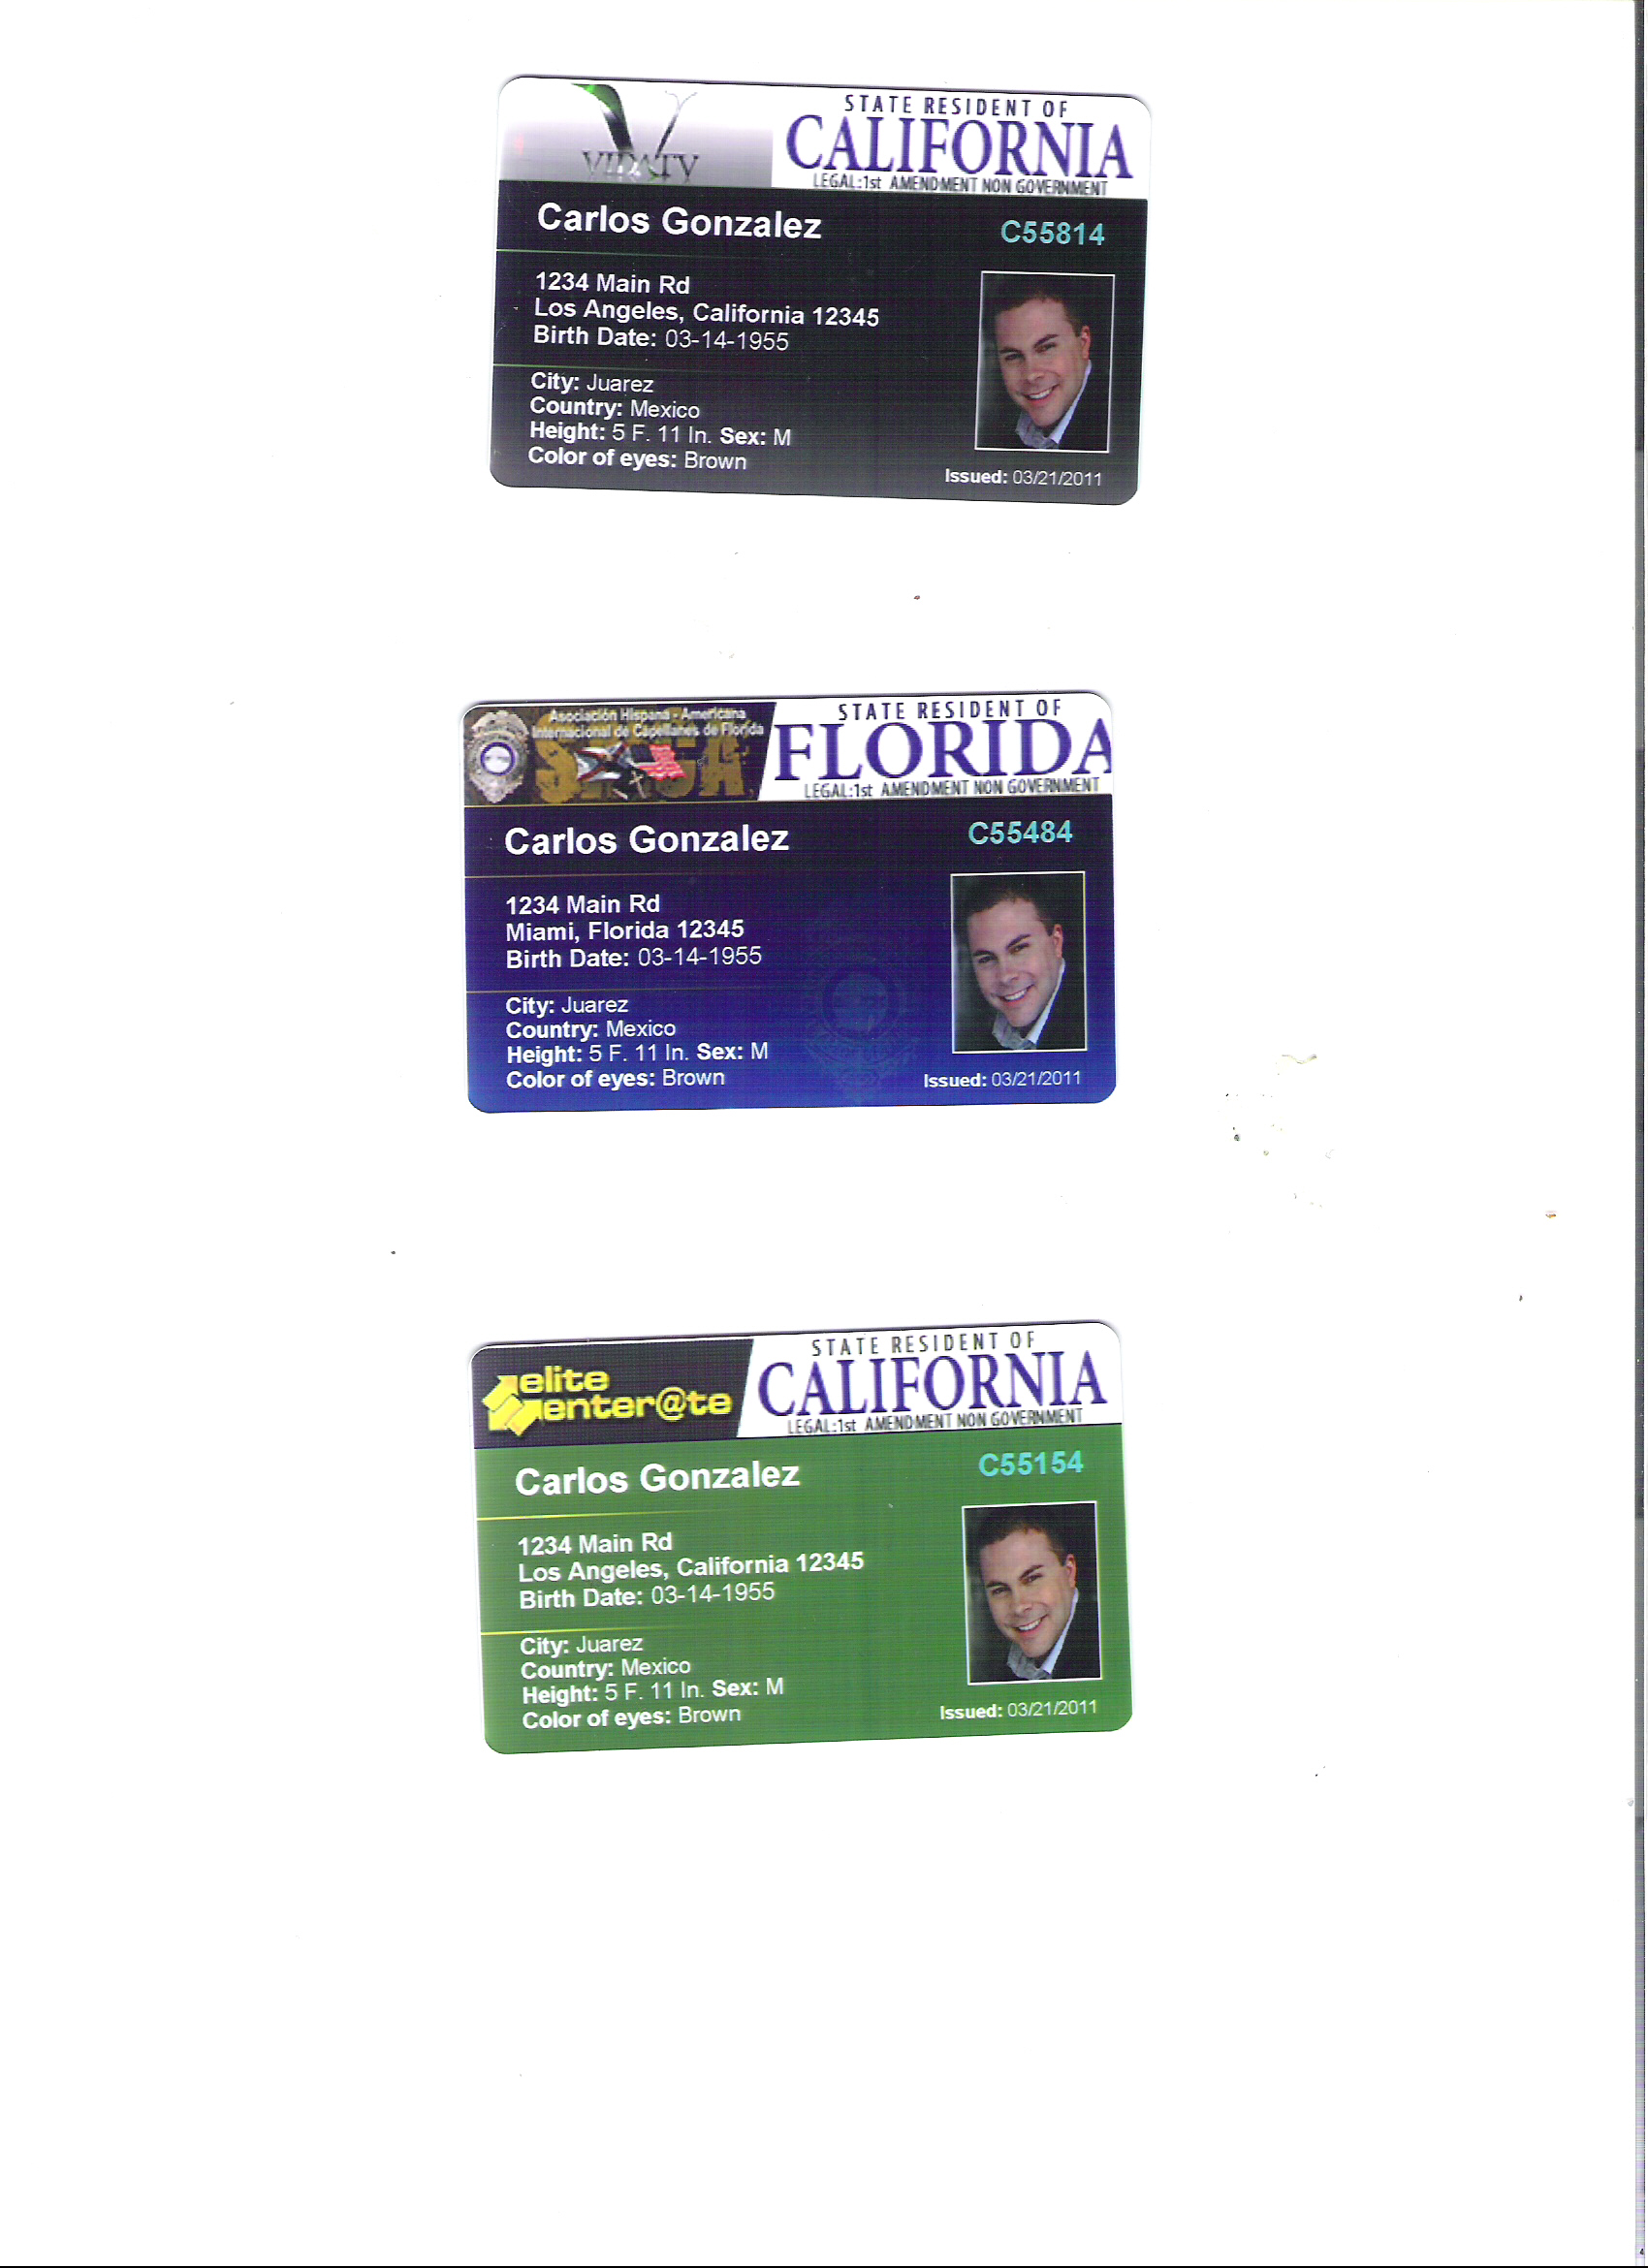 VIDATV
STATE RESIDENT OF
CALIFORNIA
LEGAL:1st AMENDMENT NON GOVERNMENT
Carlos Gonzalez
C55814
1234 Main Rd
Los Angeles, California 12345
Birth Date: 03-14-1955
City: Juarez
Country: Mexico
Height: 5 F. 11 In. Sex: M
Color of eyes: Brown
Issued: 03/21/2011
Asociación Hispana - Americana
Internacional de Capellanes de Florida
STATE RESIDENT OF
FLORIDA
LEGAL:1st AMENDMENT NON GOVERNMENT
Carlos Gonzalez
C55484
1234 Main Rd
Miami, Florida 12345
Birth Date: 03-14-1955
City: Juarez
Country: Mexico
Height: 5 F. 11 In. Sex: M
Color of eyes: Brown
Issued: 03/21/2011
elite
enter@te
STATE RESIDENT OF
CALIFORNIA
LEGAL:1st AMENDMENT NON GOVERNMENT
Carlos Gonzalez
C55154
1234 Main Rd
Los Angeles, California 12345
Birth Date: 03-14-1955
City: Juarez
Country: Mexico
Height: 5 F. 11 In. Sex: M
Color of eyes: Brown
Issued: 03/21/2011